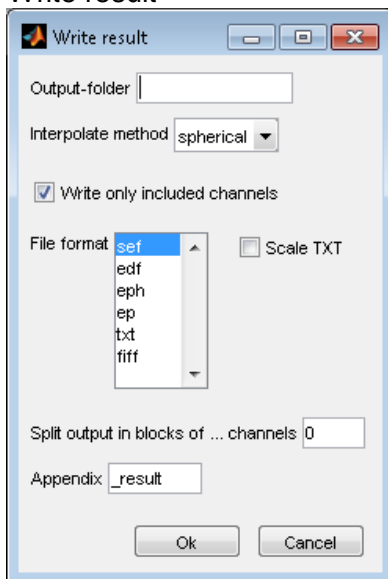 Write result
Write result
Output-folder
Interpolate method spherical
Write only included channels
File format sef Scale TXT
edf
eph
ep
txt
fiff
Split output in blocks of ... channels 0
Appendix _result
Ok Cancel